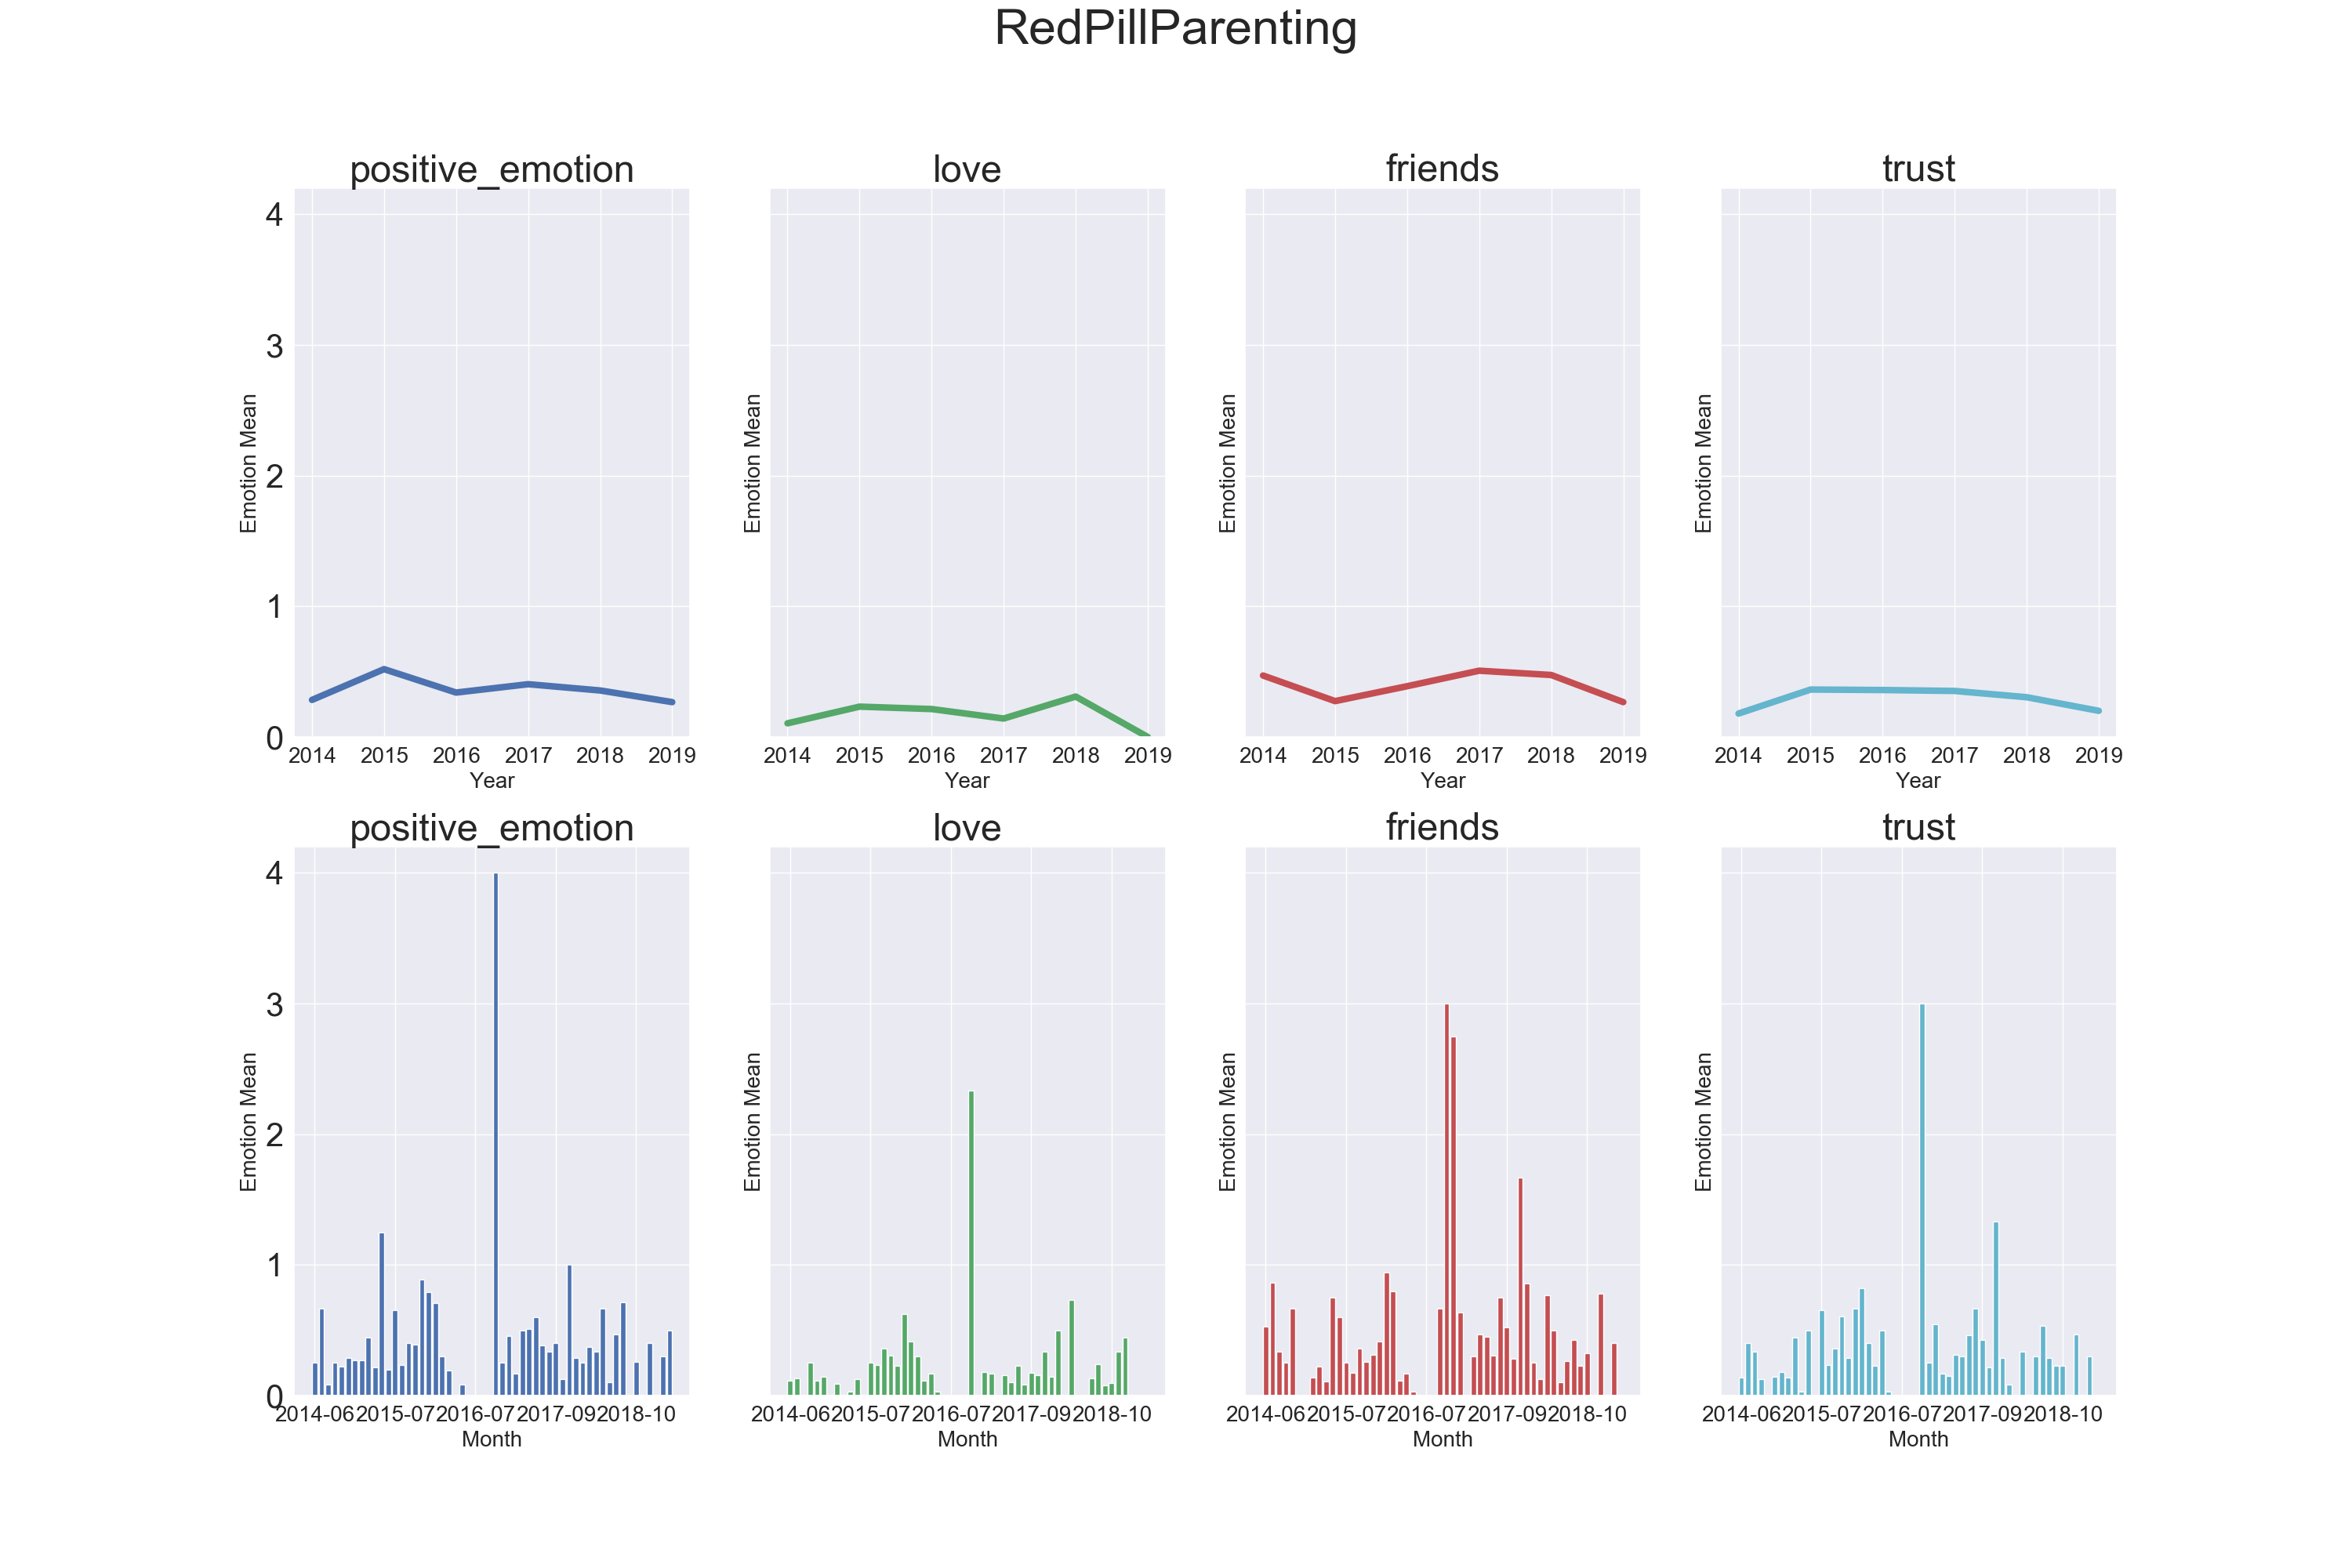 RedPillParenting
positive_emotion
love
friends
trust
4
3
2
1
0
Emotion Mean
Emotion Mean
Emotion Mean
Emotion Mean
2014 2015 2016 2017 2018 2019
2014 2015 2016 2017 2018 2019
2014 2015 2016 2017 2018 2019
2014 2015 2016 2017 2018 2019
Year
Year
Year
Year
positive_emotion
love
friends
trust
4
3
2
1
0
Emotion Mean
Emotion Mean
Emotion Mean
Emotion Mean
2014-06 2015-07 2016-07 2017-09 2018-10
2014-06 2015-07 2016-07 2017-09 2018-10
2014-06 2015-07 2016-07 2017-09 2018-10
2014-06 2015-07 2016-07 2017-09 2018-10
Month
Month
Month
Month